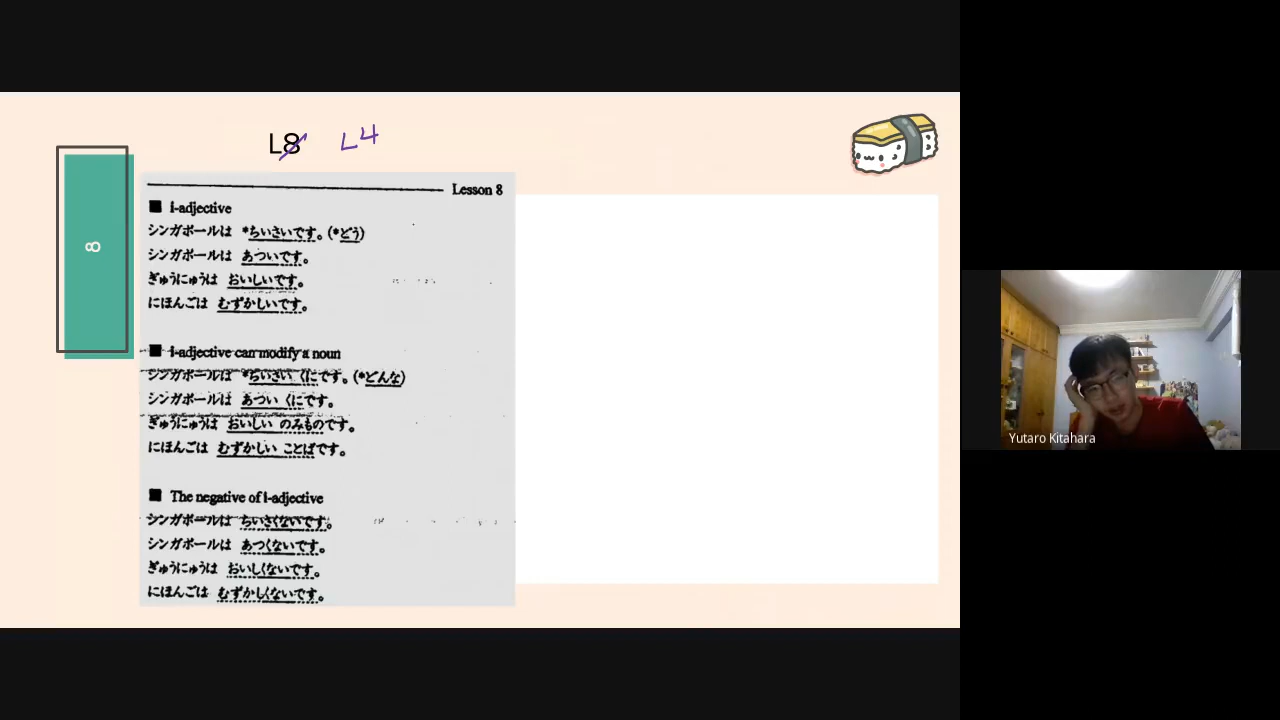 L8 L4
8
Lesson 8
■ i-adjective
シンガポールは *ちいさいです。(*どう)
シンガポールは あついです。
ぎゅうにゅうは おいしいです。
にほんごは むずかしいです。
■ i-adjective can modify a noun
シンガポールは *ちいさい くにです。(*どんな)
シンガポールは あつい くにです。
ぎゅうにゅうは おいしい のみものです。
にほんごは むずかしい ことばです。
■ The negative of i-adjective
シンガポールは ちいさくないです。
シンガポールは あつくないです。
ぎゅうにゅうは おいしくないです。
にほんごは むずかしくないです。
Yutaro Kitahara